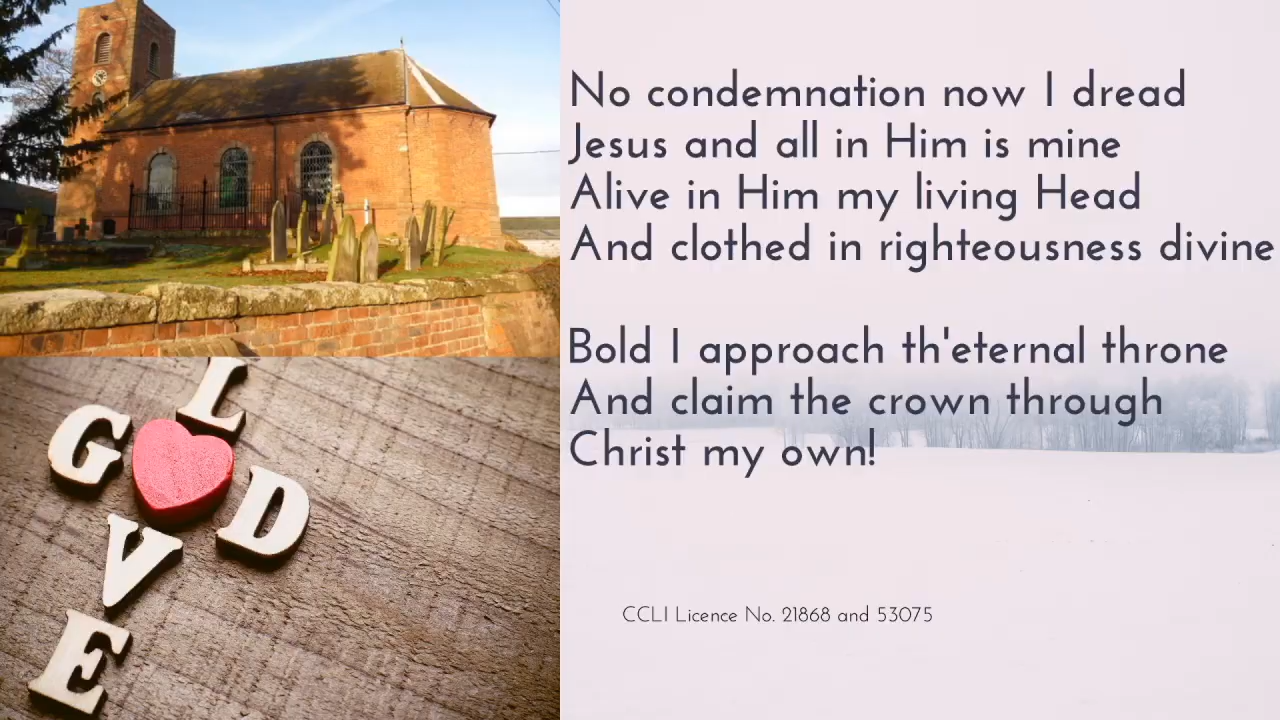 No condemnation now I dread
Jesus and all in Him is mine
Alive in Him my living Head
And clothed in righteousness divine
Bold I approach th'eternal throne
And claim the crown through
Christ my own!
CCLI Licence No. 21868 and 53075
L
G D
V
E